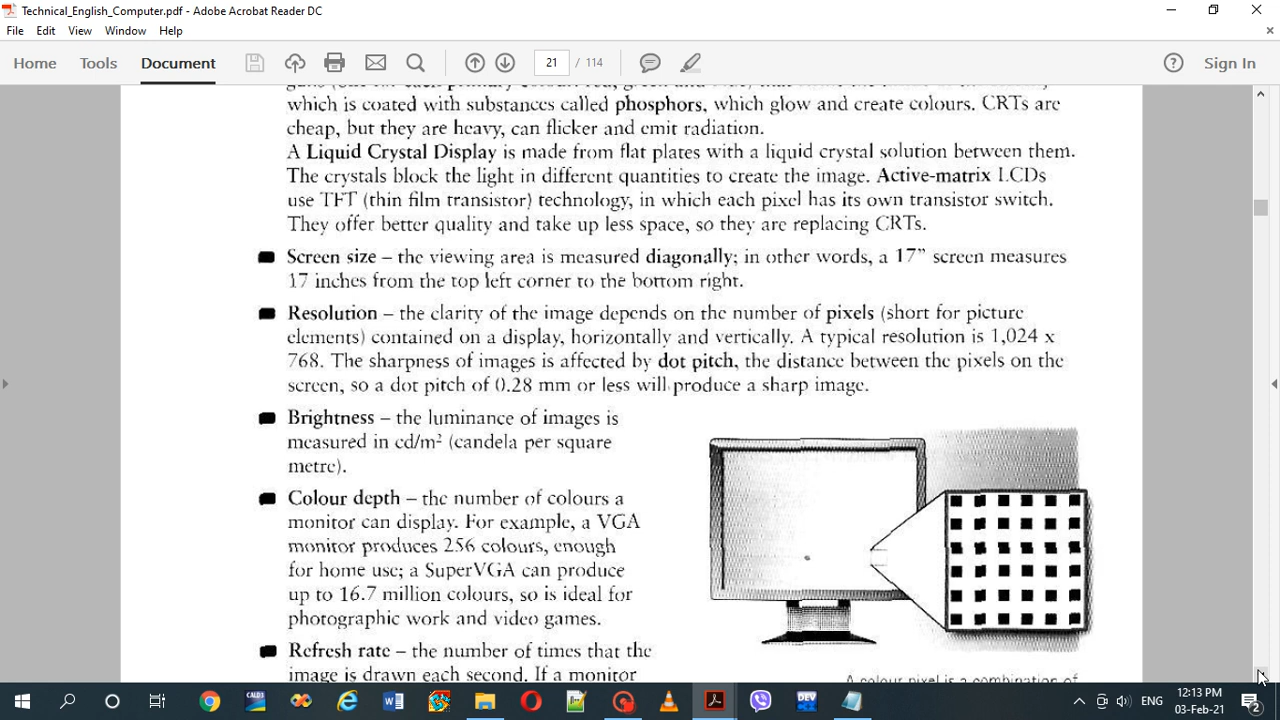 Technical_English_Computer.pdf - Adobe Acrobat Reader DC
File Edit View Window Help
Home Tools Document 21 / 114 Sign In
which is coated with substances called phosphors, which glow and create colours. CRTs are
cheap, but they are heavy, can flicker and emit radiation.
A Liquid Crystal Display is made from flat plates with a liquid crystal solution between them.
The crystals block the light in different quantities to create the image. Active-matrix LCDs
use TFT (thin film transistor) technology, in which each pixel has its own transistor switch.
They offer better quality and take up less space, so they are replacing CRTs.
Screen size – the viewing area is measured diagonally; in other words, a 17” screen measures
17 inches from the top left corner to the bottom right.
Resolution – the clarity of the image depends on the number of pixels (short for picture
elements) contained on a display, horizontally and vertically. A typical resolution is 1,024 x
768. The sharpness of images is affected by dot pitch, the distance between the pixels on the
screen, so a dot pitch of 0.28 mm or less will produce a sharp image.
Brightness – the luminance of images is
measured in cd/m² (candela per square
metre).
Colour depth – the number of colours a
monitor can display. For example, a VGA
monitor produces 256 colours, enough
for home use; a SuperVGA can produce
up to 16.7 million colours, so is ideal for
photographic work and video games.
Refresh rate – the number of times that the
image is drawn each second. If a monitor
A colour pixel is a combination of
CALD3
DEV
ENG
12:13 PM
03-Feb-21
2